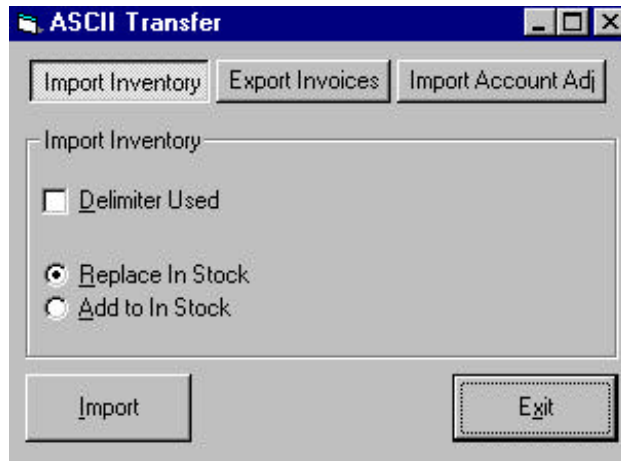 ASCII Transfer
Import Inventory Export Invoices Import Account Adj
Import Inventory
Delimiter Used
Replace In Stock
Add to In Stock
Import Exit